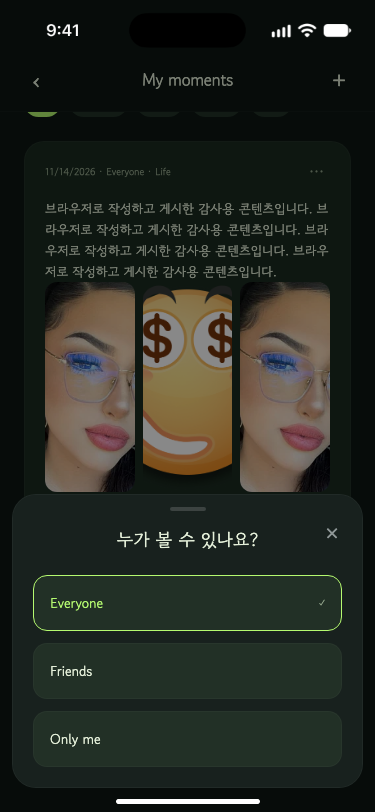 9:41
My moments
11/14/2026 · Everyone · Life
브라우저로 작성하고 게시한 감사용 콘텐츠입니다. 브
라우저로 작성하고 게시한 감사용 콘텐츠입니다. 브라
우저로 작성하고 게시한 감사용 콘텐츠입니다. 브라우
저로 작성하고 게시한 감사용 콘텐츠입니다.
누가 볼 수 있나요?
Everyone
Friends
Only me